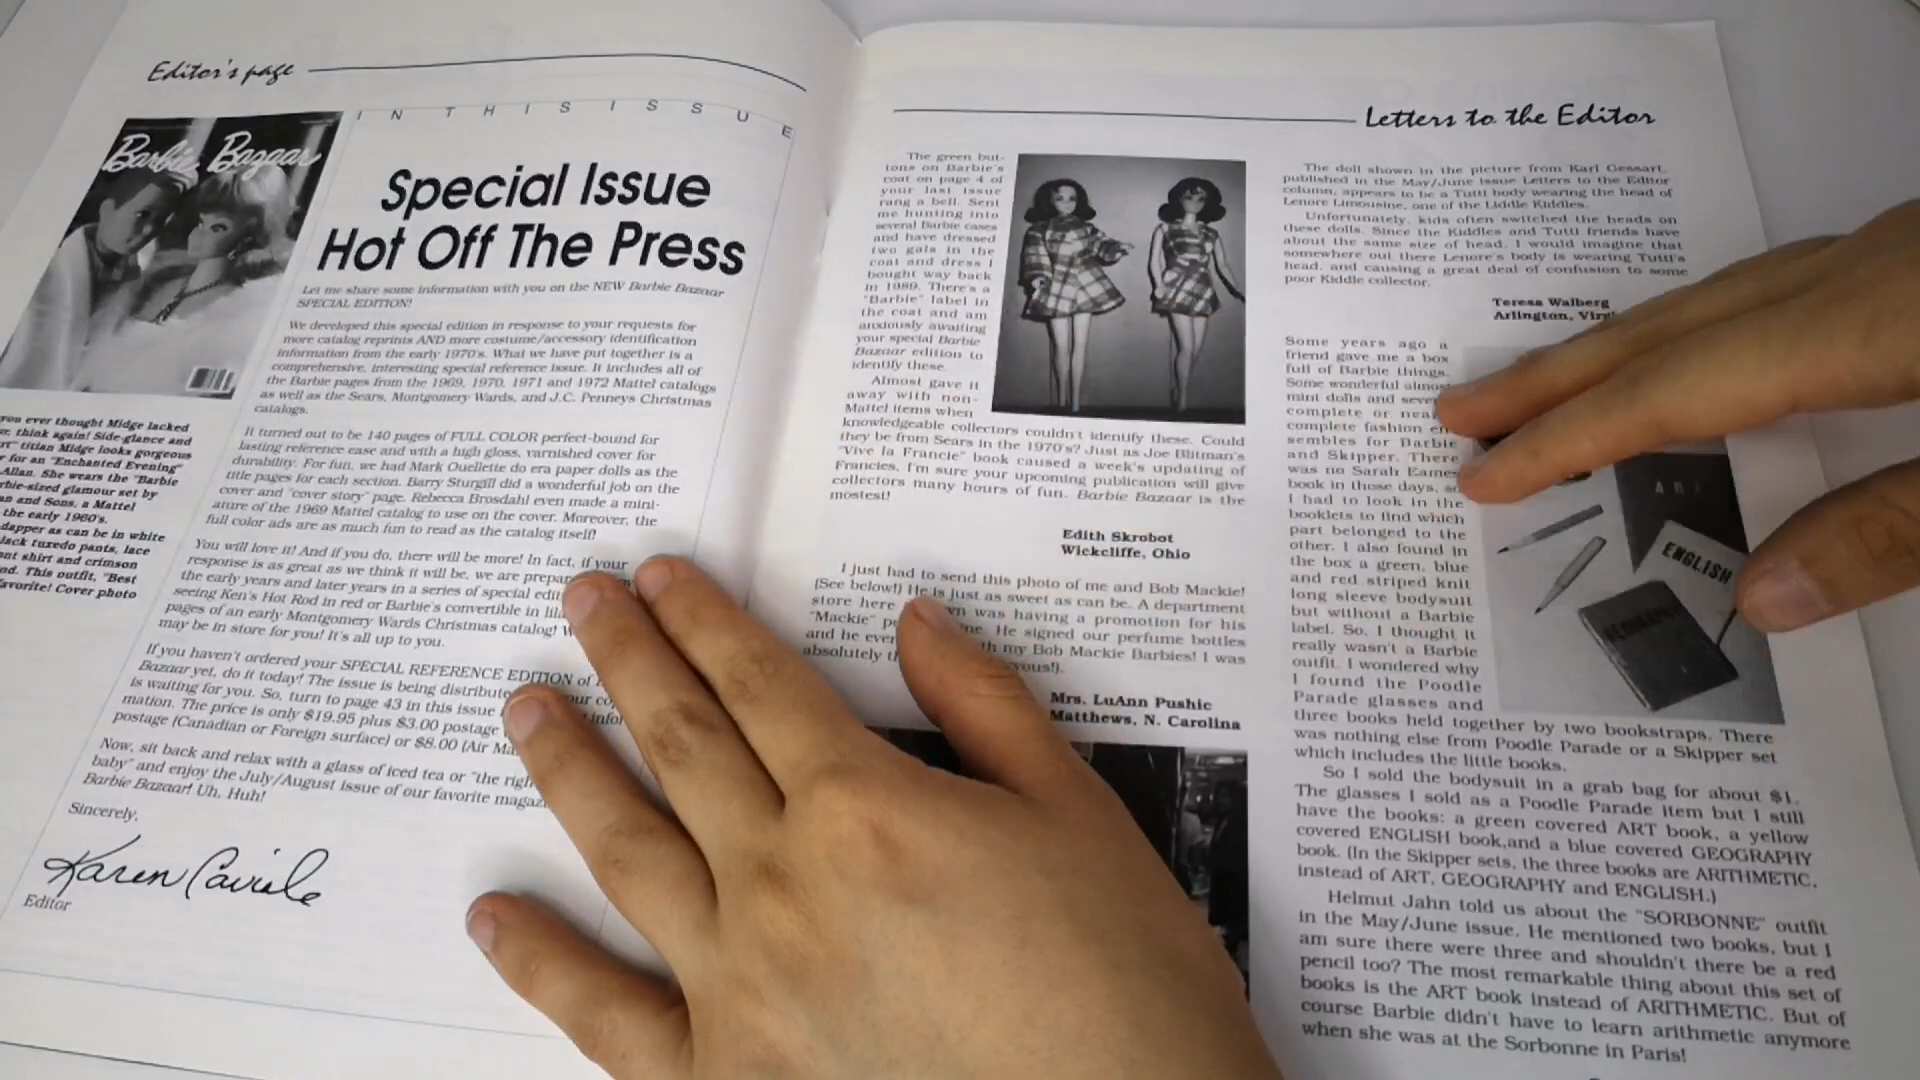 Editor's page
IN THIS ISSUE
Barbie Bazaar
Special Issue
Hot Off The Press
Let me share some information with you on the NEW Barbie Bazaar
SPECIAL EDITION!
We developed this special edition in response to your requests for
more catalog reprints AND more costume/accessory identification
information from the early 1970's. What we have put together is a
comprehensive, interesting special reference issue. It includes all of
the Barbie pages from the 1969, 1970, 1971 and 1972 Mattel catalogs
as well as the Sears, Montgomery Wards, and J.C. Penneys Christmas
catalogs.
It turned out to be 140 pages of FULL COLOR perfect-bound for
lasting reference ease and with a high gloss, varnished cover for
durability. For fun, we had Mark Ouellette do era paper dolls as the
title pages for each section. Barry Sturgill did a wonderful job on the
cover and "cover story" page. Rebecca Brosdahl even made a mini-
ature of the 1969 Mattel catalog to use on the cover. Moreover, the
full color ads are as much fun to read as the catalog itself!
You will love it! And if you do, there will be more! In fact, if your
response is as great as we think it will be, we are
the early years and later years in a series of special
seeing Ken's Hot Rod in red or Barbie's convertible in
pages of an early Montgomery Wards Christmas catalog!
may be in store for you! It's all up to you.
If you haven't ordered your SPECIAL REFERENCE EDITION of
Bazaar yet, do it today! The issue is being
is waiting for you. So, turn to page 43 in this issue
mation. The price is only $19.95 plus $3.00 postage
postage (Canadian or Foreign surface) or $8.00 (Air
Now, sit back and relax with a glass of iced tea or "the
baby" and enjoy the July/August issue of our favorite
Barbie Bazaar! Uh, Huh!
Sincerely,
Karen Caviale
Editor
you ever thought Midge lacked
think again! Side-glance and
titian Midge looks gorgeous
for an "Enchanted Evening"
Allan. She wears the "Barbie
glamour set by
and Sons, a Mattel
the early 1960's.
dapper as can be in white
tuxedo pants, lace
shirt and crimson
This outfit, "Best
Cover photo
Letters to the Editor
The green but-
tons on Barbie's
coat on page 4 of
your last issue
rang a bell. Sent
me hunting into
several Barbie cases
and have dressed
two gals in the
coat and dress I
bought way back
in 1989. There's a
"Barbie" label in
the coat and am
anxiously awaiting
your special Barbie
Bazaar edition to
identify these.
Almost gave it
away with non-
Mattel items when
knowledgeable collectors couldn't identify these. Could
they be from Sears in the 1970's? Just as Joe Blitman's
"Vive la Francie" book caused a week's updating of
Francies, I'm sure your upcoming publication will give
collectors many hours of fun. Barbie Bazaar is the
mostest!
Edith Skrobot
Wickcliffe, Ohio
I just had to send this photo of me and Bob Mackie!
(See below!) He is just as sweet as can be. A department
store here was having a promotion for his
"Mackie" He signed our perfume bottles
and he my Bob Mackie Barbies! I was
absolutely
Mrs. LuAnn Pushic
Matthews, N. Carolina
The doll shown in the picture from Karl Gessart,
published in the May/June issue Letters to the Editor
column, appears to be a Tutti body wearing the head of
Lenore Limousine, one of the Liddle Kiddles.
Unfortunately, kids often switched the heads on
these dolls. Since the Kiddles and Tutti friends have
about the same size of head, I would imagine that
somewhere out there Lenore's body is wearing Tutti's
head, and causing a great deal of confusion to some
poor Kiddle collector.
Teresa Walberg
Arlington,
Some years ago a
friend gave me a box
full of Barbie things.
Some wonderful
mint dolls and
complete or
complete fashion en
sembles for Barbie
and Skipper. There
was no Sarah Eames
book in those days,
I had to look in the
booklets to find which
part belonged to the
other. I also found in
the box a green, blue
and red striped knit
long sleeve bodysuit
but without a Barbie
label. So, I thought it
really wasn't a Barbie
outfit. I wondered why
I found the Poodle
Parade glasses and
three books held together by two bookstraps. There
was nothing else from Poodle Parade or a Skipper set
which includes the little books.
So I sold the bodysuit in a grab bag for about $1.
The glasses I sold as a Poodle Parade item but I still
have the books: a green covered ART book, a yellow
covered ENGLISH book,and a blue covered GEOGRAPHY
book. (In the Skipper sets, the three books are ARITHMETIC,
instead of ART, GEOGRAPHY and ENGLISH.)
Helmut Jahn told us about the "SORBONNE" outfit
in the May/June issue. He mentioned two books, but I
am sure there were three and shouldn't there be a red
pencil too? The most remarkable thing about this set of
books is the ART book instead of ARITHMETIC. But of
course Barbie didn't have to learn arithmetic anymore
when she was at the Sorbonne in Paris!
ART
ENGLISH
GEOGRAPHY